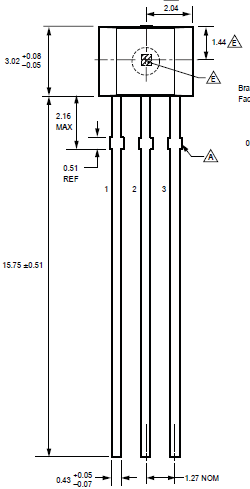 2.04
1.44 E
3.02 +0.08 −0.05
E
Bra
Fac
2.16
MAX
0
0.51
REF
A
1 2 3
15.75 ±0.51
0.43 +0.05 −0.07
1.27 NOM